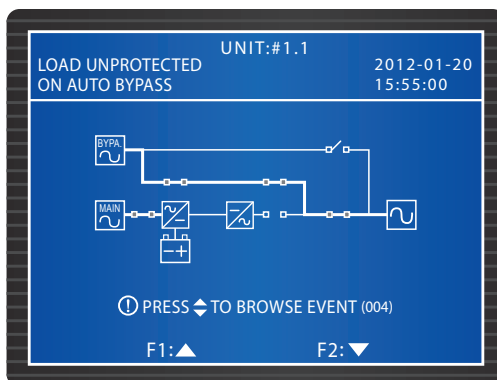 UNIT:#1.1
LOAD UNPROTECTED
2012-01-20
ON AUTO BYPASS
15:55:00
BYPA.
MAIN
PRESS TO BROWSE EVENT (004)
F1:
F2: